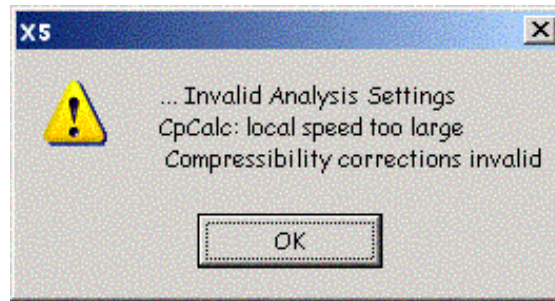 X5
... Invalid Analysis Settings
CpCalc: local speed too large
Compressibility corrections invalid
OK